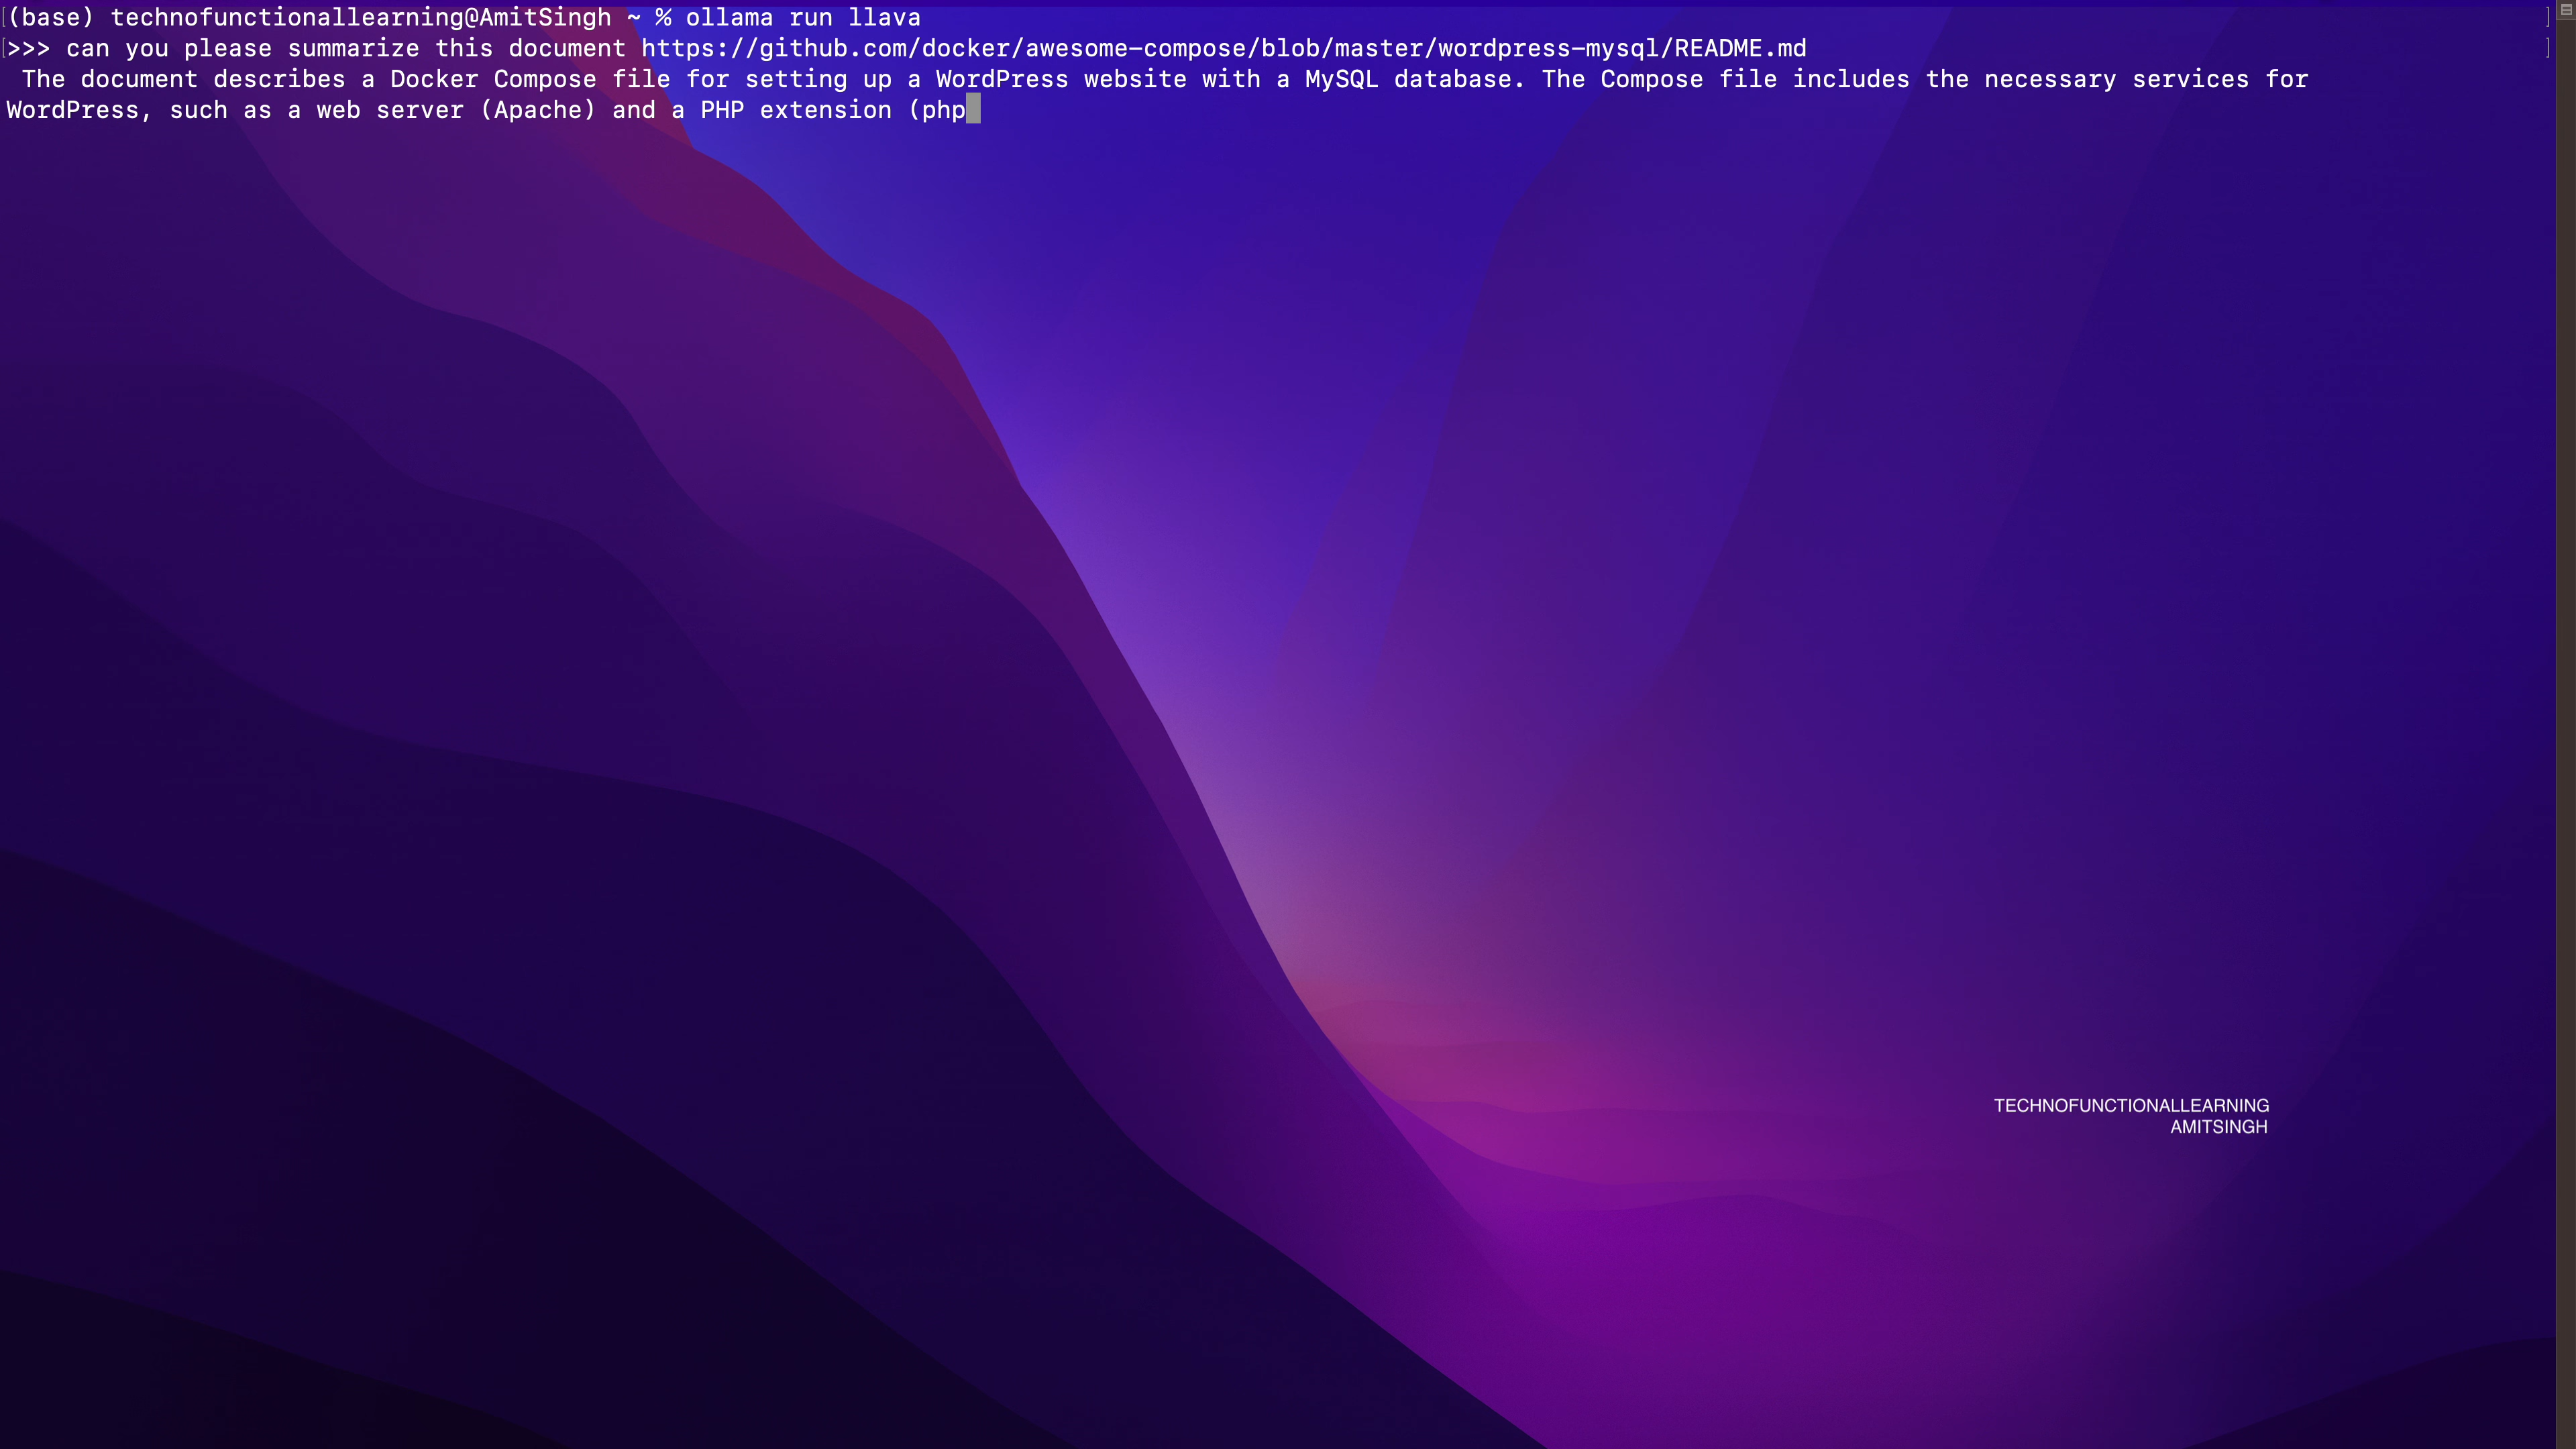 (base) technofunctionallearning@AmitSingh ~ % ollama run llava
>>> can you please summarize this document https://github.com/docker/awesome-compose/blob/master/wordpress-mysql/README.md
The document describes a Docker Compose file for setting up a WordPress website with a MySQL database. The Compose file includes the necessary services for
WordPress, such as a web server (Apache) and a PHP extension (php
TECHNOFUNCTIONALLEARNING
AMITSINGH